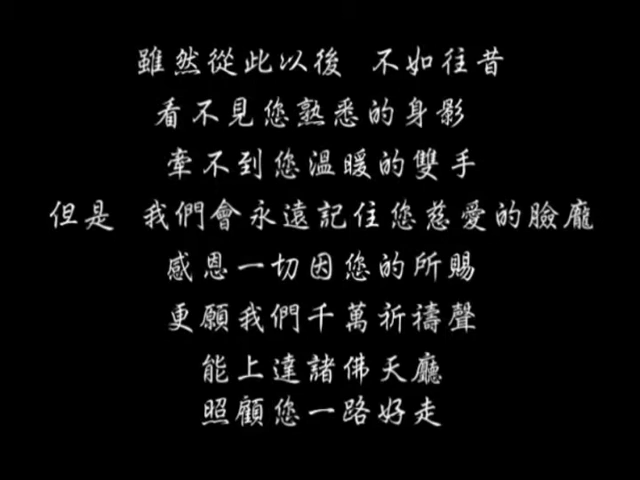 雖然從此以後 不如往昔
看不見您熟悉的身影
牽不到您溫暖的雙手
但是 我們會永遠記住您慈愛的臉龐
感恩一切因您的所賜
更願我們千萬祈禱聲
能上達諸佛天廳
照顧您一路好走